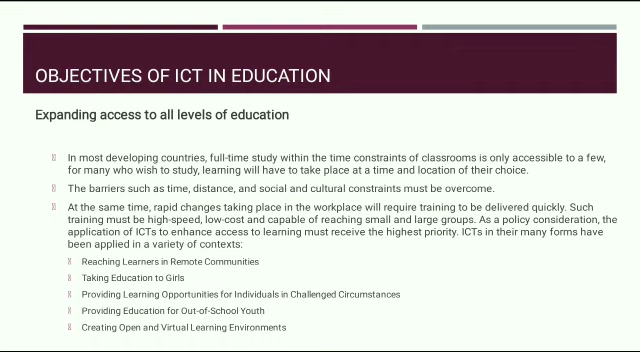 OBJECTIVES OF ICT IN EDUCATION
Expanding access to all levels of education
In most developing countries, full-time study within the time constraints of classrooms is only accessible to a few,
for many who wish to study, learning will have to take place at a time and location of their choice.
The barriers such as time, distance, and social and cultural constraints must be overcome.
At the same time, rapid changes taking place in the workplace will require training to be delivered quickly. Such
training must be high-speed, low-cost and capable of reaching small and large groups. As a policy consideration, the
application of ICTs to enhance access to learning must receive the highest priority. ICTs in their many forms have
been applied in a variety of contexts:
Reaching Learners in Remote Communities
Taking Education to Girls
Providing Learning Opportunities for Individuals in Challenged Circumstances
Providing Education for Out-of-School Youth
Creating Open and Virtual Learning Environments